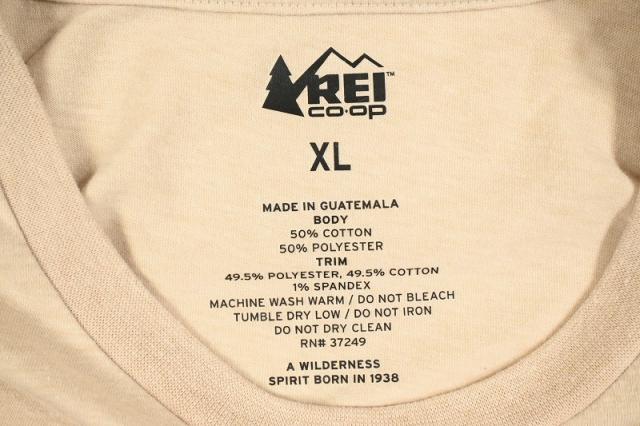 REI™
CO·OP
XL
MADE IN GUATEMALA
BODY
50% COTTON
50% POLYESTER
TRIM
49.5% POLYESTER, 49.5% COTTON
1% SPANDEX
MACHINE WASH WARM / DO NOT BLEACH
TUMBLE DRY LOW / DO NOT IRON
DO NOT DRY CLEAN
RN# 37249
A WILDERNESS
SPIRIT BORN IN 1938